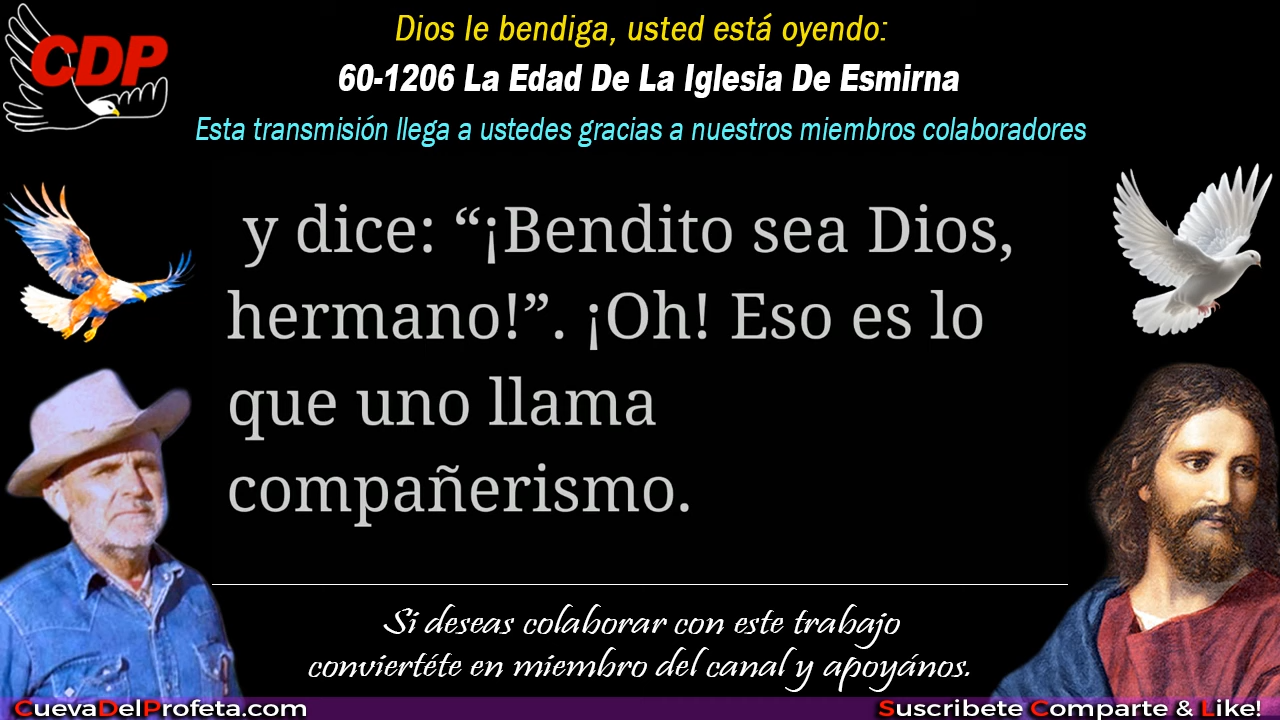 CDP
Dios le bendiga, usted está oyendo:
60-1206 La Edad De La Iglesia De Esmirna
Esta transmisión llega a ustedes gracias a nuestros miembros colaboradores
y dice: “¡Bendito sea Dios,
hermano!”. ¡Oh! Eso es lo
que uno llama
compañerismo.
Si deseas colaborar con este trabajo
conviertéte en miembro del canal y apoyános.
CuevaDelProfeta.com
Suscribete Comparte & Like!